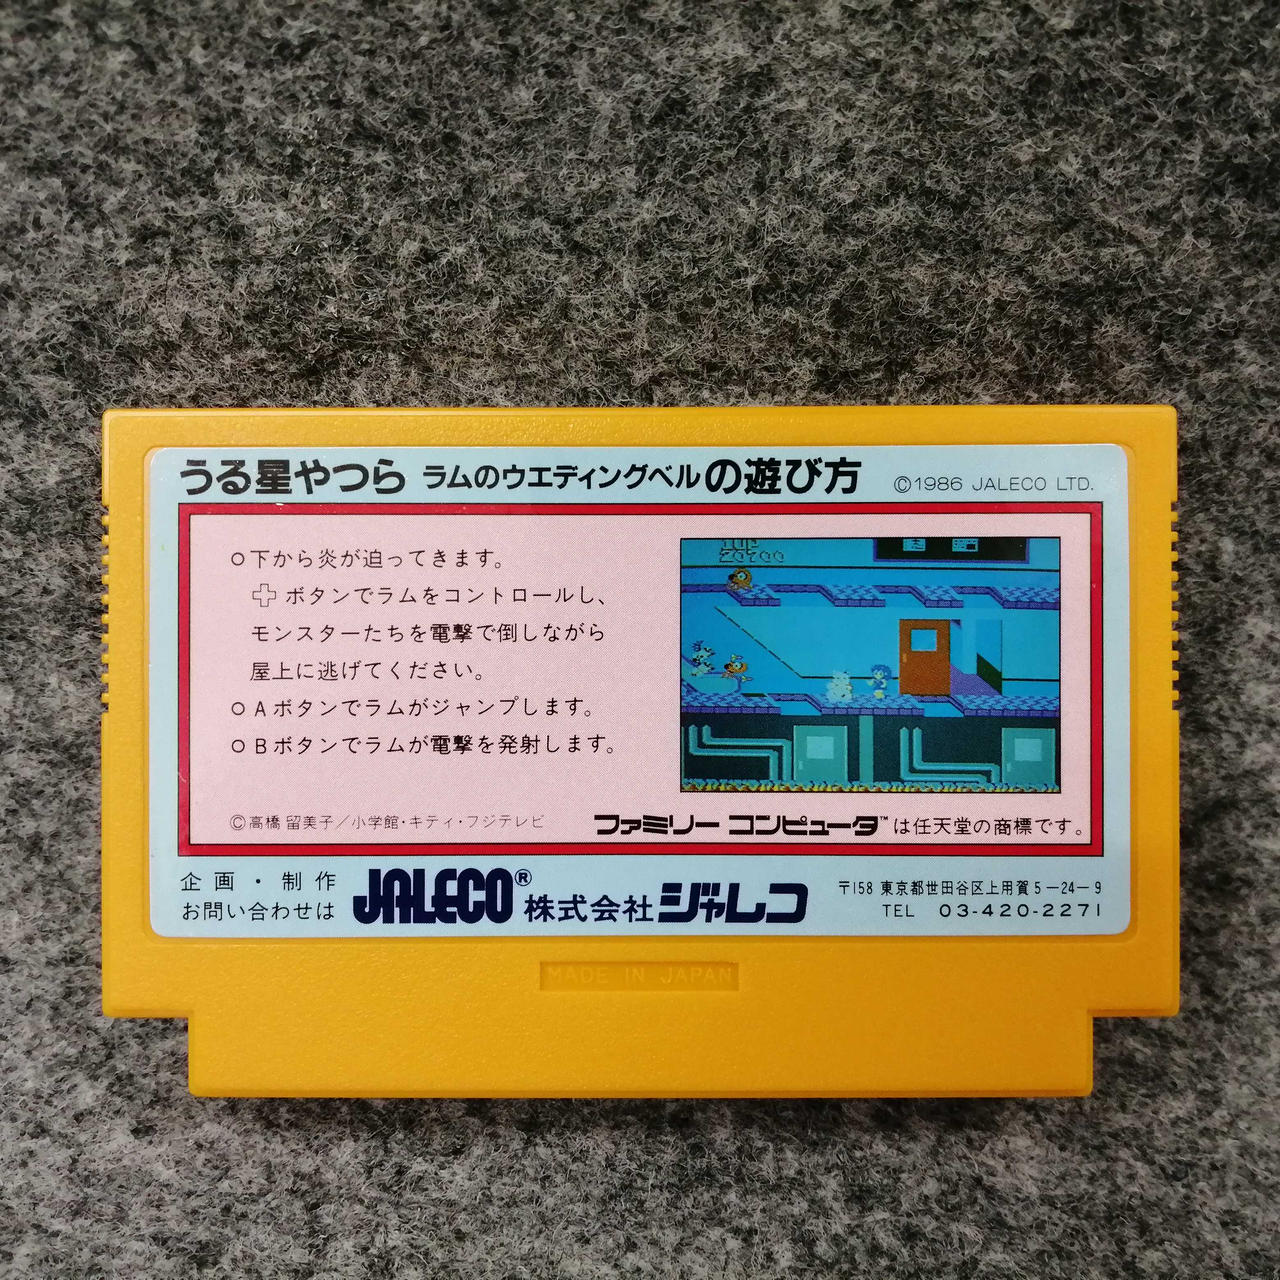 うる星やつら ラムのウエディングベルの遊び方 ©1986 JALECO LTD.
○下から炎が迫ってきます。
ボタンでラムをコントロールし、
モンスターたちを電撃で倒しながら
屋上に逃げてください。
○Aボタンでラムがジャンプします。
○Bボタンでラムが電撃を発射します。
1UP
©高橋留美子/小学館・キティ・フジテレビ
ファミリーコンピュータ™は任天堂の商標です。
企画・制作
お問い合わせは
JALECO® 株式会社ジャレコ
〒158 東京都世田谷区上用賀5-24-9
TEL 03-420-2271
MADE IN JAPAN